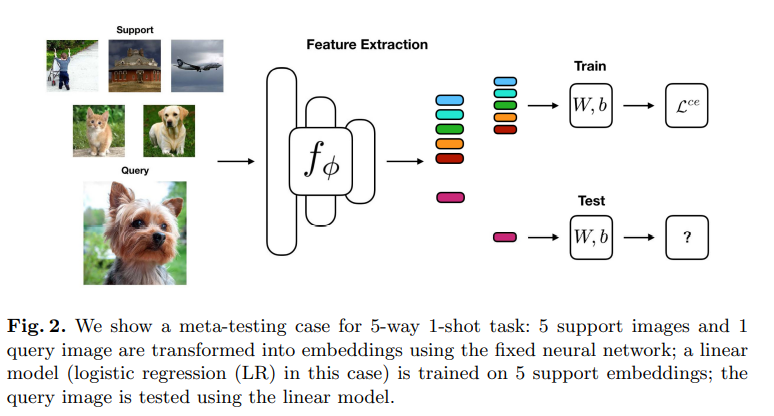 Support
Feature Extraction
Query
f_ϕ
Train
W, b
ℒ^{ce}
Test
W, b
?
Fig. 2. We show a meta-testing case for 5-way 1-shot task: 5 support images and 1
query image are transformed into embeddings using the fixed neural network; a linear
model (logistic regression (LR) in this case) is trained on 5 support embeddings; the
query image is tested using the linear model.